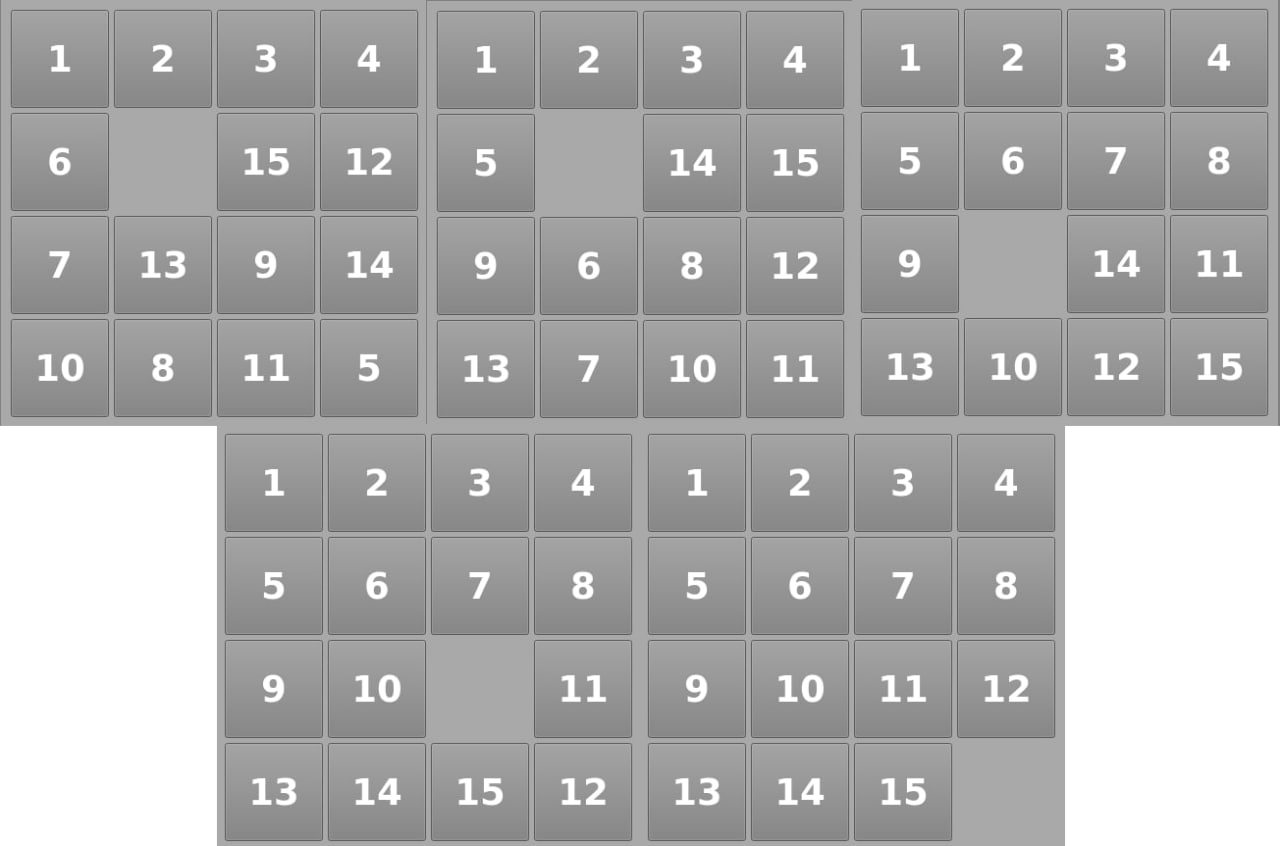 1 2 3 4 1 2 3 4 1 2 3 4
6 15 12 5 14 15 5 6 7 8
7 13 9 14 9 6 8 12 9 14 11
10 8 11 5 13 7 10 11 13 10 12 15
1 2 3 4 1 2 3 4
5 6 7 8 5 6 7 8
9 10 11 9 10 11 12
13 14 15 12 13 14 15